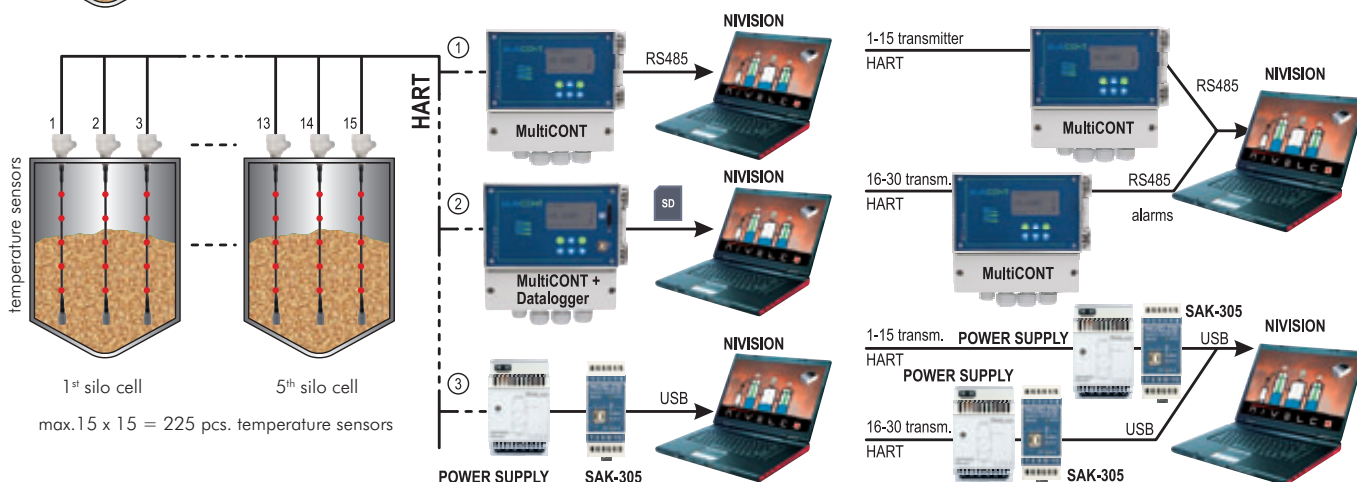 temperature sensors
1
2
3
13
14
15
1st silo cell
5th silo cell
max.15 x 15 = 225 pcs. temperature sensors
HART
1
MultiCONT
RS485
NIVISION
2
MultiCONT +
Datalogger
SD
NIVISION
3
POWER SUPPLY
SAK-305
USB
NIVISION
1-15 transmitter
HART
MultiCONT
RS485
NIVISION
16-30 transm.
HART
MultiCONT
RS485
alarms
1-15 transm.
HART
POWER SUPPLY
SAK-305
USB
NIVISION
16-30 transm.
HART
POWER SUPPLY
SAK-305
USB